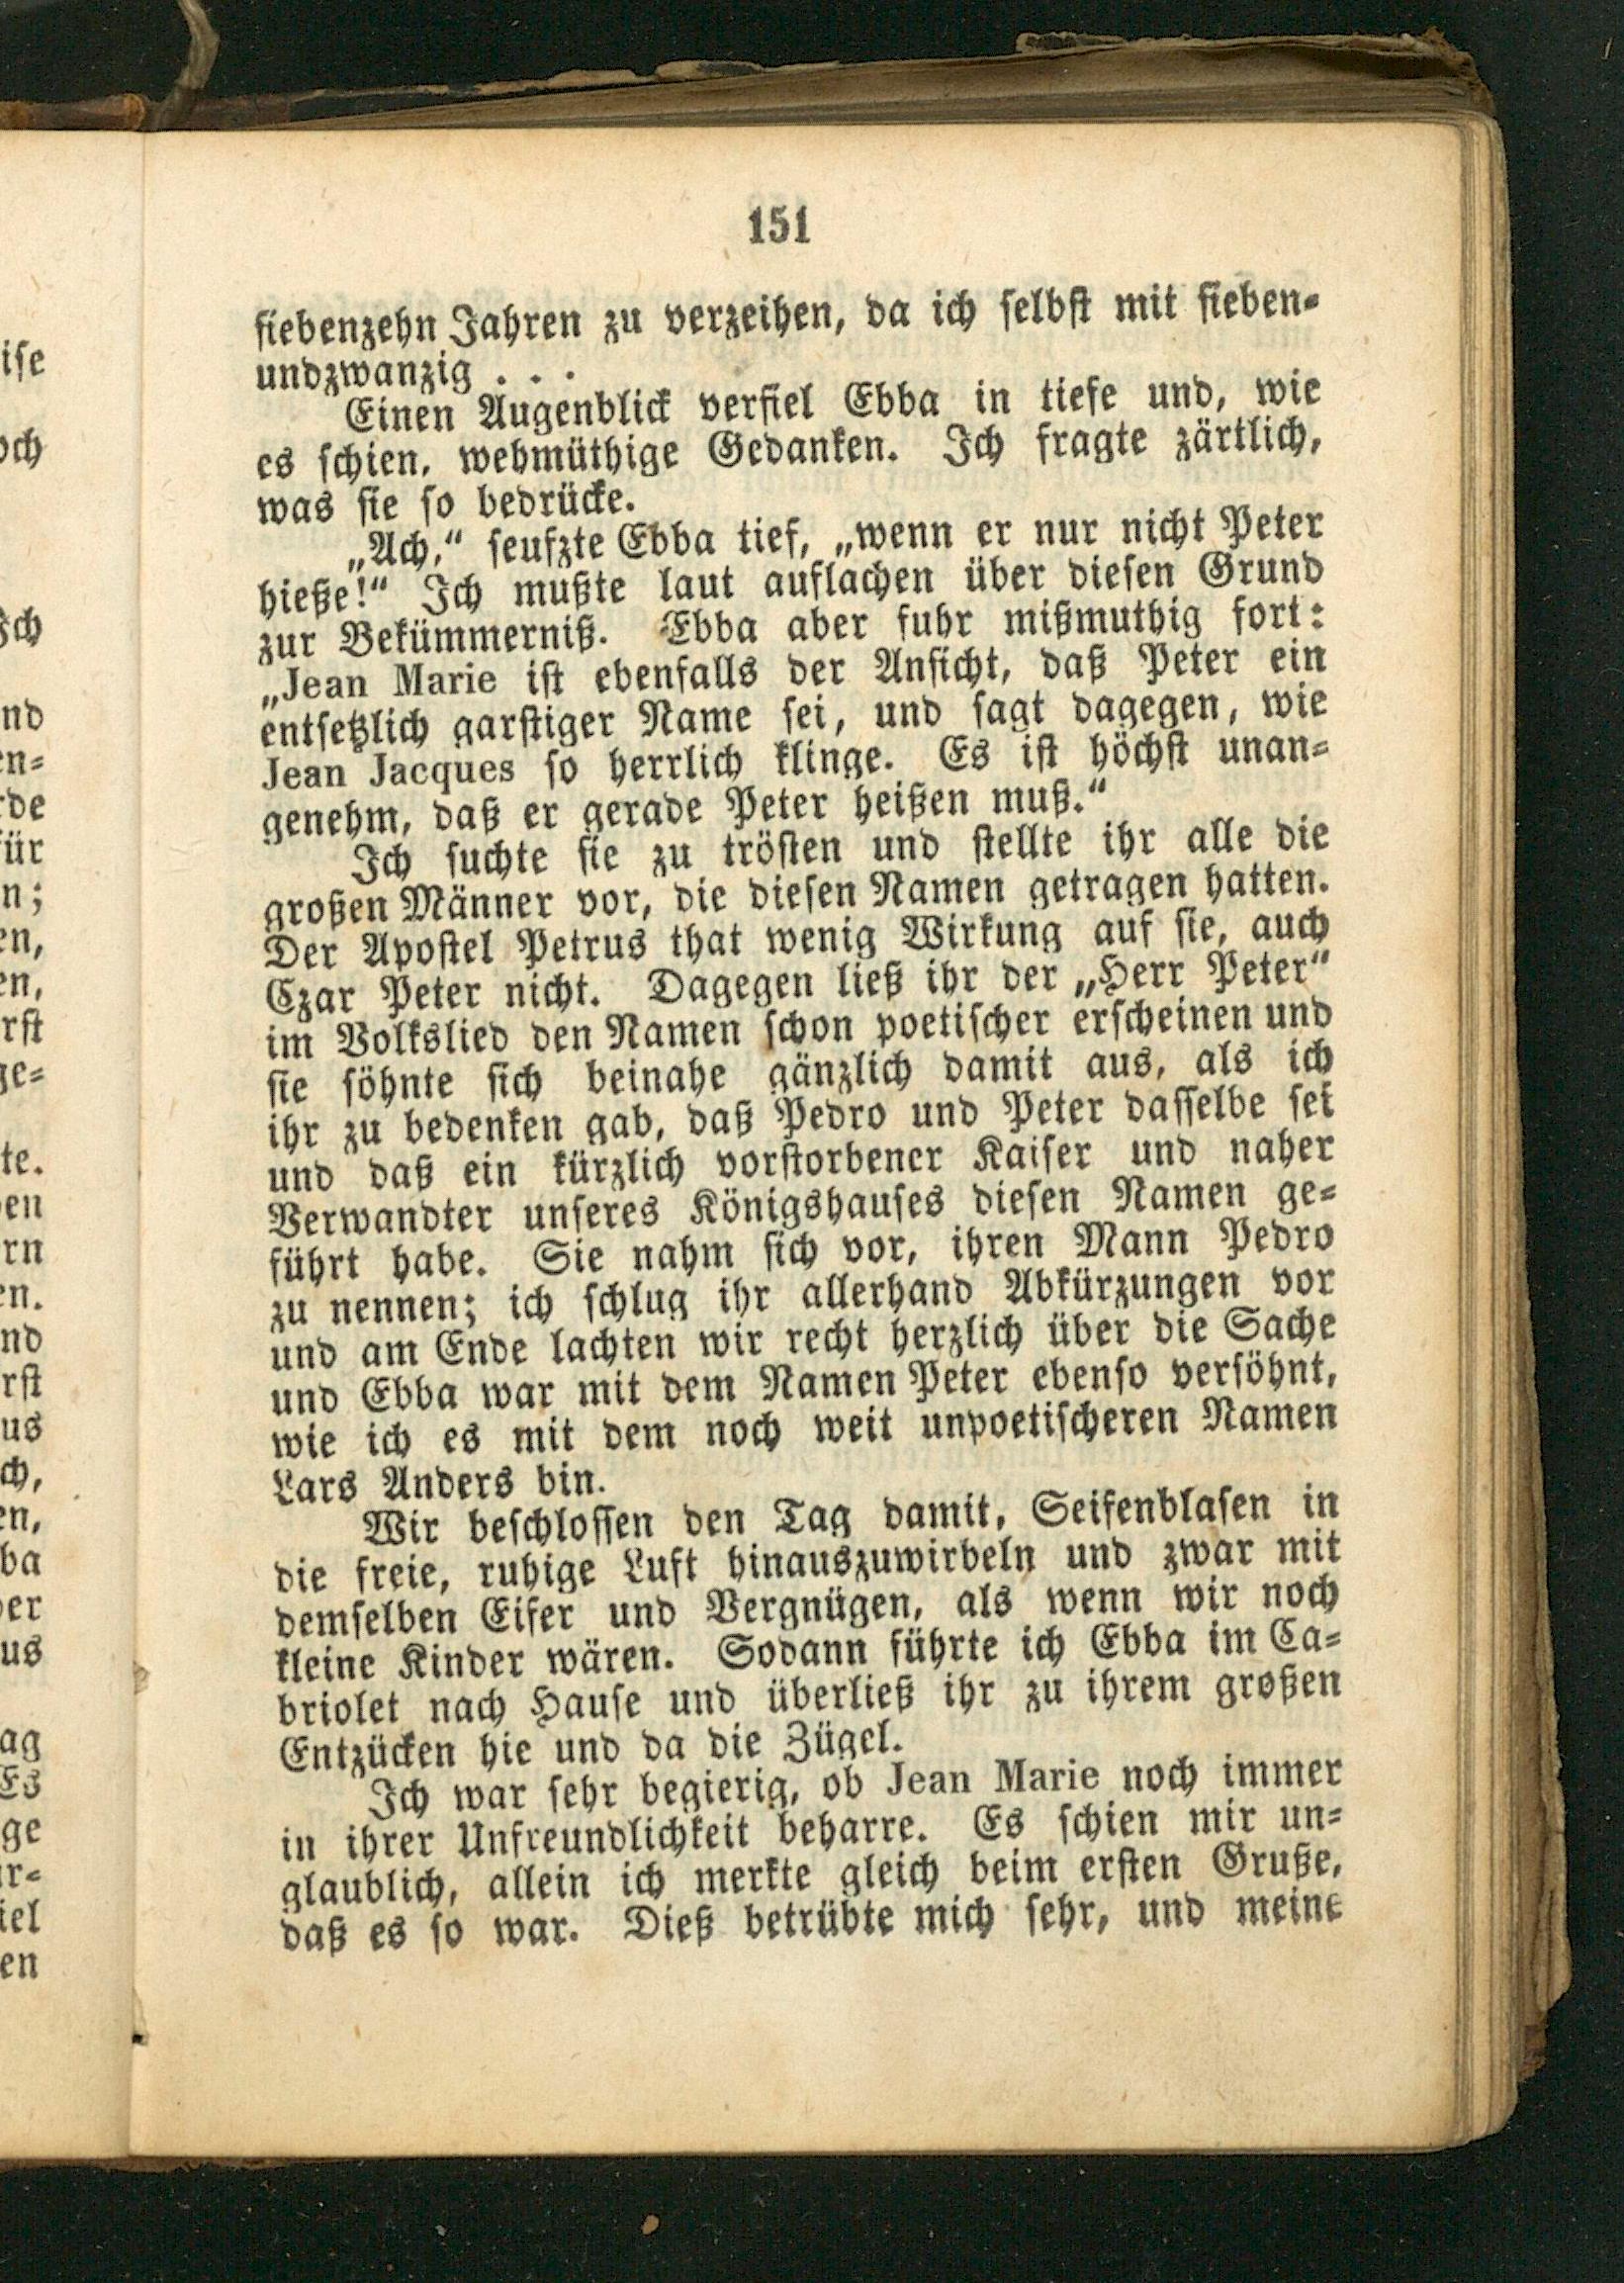 151
siebenzehn Jahren zu verzeihen, da ich selbst mit sieben-
undzwanzig . . .
Einen Augenblick verfiel Ebba in tiefe und, wie
es schien, wehmüthige Gedanken. Ich fragte zärtlich,
was sie so bedrücke.
„Ach,“ seufzte Ebba tief, „wenn er nur nicht Peter
hieße!“ Ich mußte laut auflachen über diesen Grund
zur Bekümmerniß. Ebba aber fuhr mißmuthig fort:
„Jean Marie ist ebenfalls der Ansicht, daß Peter ein
entsetzlich garstiger Name sei, und sagt dagegen, wie
Jean Jacques so herrlich klinge. Es ist höchst unan-
genehm, daß er gerade Peter heißen muß.“
Ich suchte sie zu trösten und stellte ihr alle die
großen Männer vor, die diesen Namen getragen hatten.
Der Apostel Petrus that wenig Wirkung auf sie, auch
Czar Peter nicht. Dagegen ließ ihr der „Herr Peter“
im Volkslied den Namen schon poetischer erscheinen und
sie söhnte sich beinahe gänzlich damit aus, als ich
ihr zu bedenken gab, daß Pedro und Peter dasselbe sei
und daß ein kürzlich vorstorbener Kaiser und naher
Verwandter unseres Königshauses diesen Namen ge-
führt habe. Sie nahm sich vor, ihren Mann Pedro
zu nennen; ich schlug ihr allerhand Abkürzungen vor
und am Ende lachten wir recht herzlich über die Sache
und Ebba war mit dem Namen Peter ebenso versöhnt,
wie ich es mit dem noch weit unpoetischeren Namen
Lars Anders bin.
Wir beschlossen den Tag damit, Seifenblasen in
die freie, ruhige Luft hinauszuwirbeln und zwar mit
demselben Eifer und Vergnügen, als wenn wir noch
kleine Kinder wären. Sodann führte ich Ebba im Ca-
briolet nach Hause und überließ ihr zu ihrem großen
Entzücken hie und da die Zügel.
Ich war sehr begierig, ob Jean Marie noch immer
in ihrer Unfreundlichkeit beharre. Es schien mir un-
glaublich, allein ich merkte gleich beim ersten Gruße,
daß es so war. Dieß betrübte mich sehr, und meine